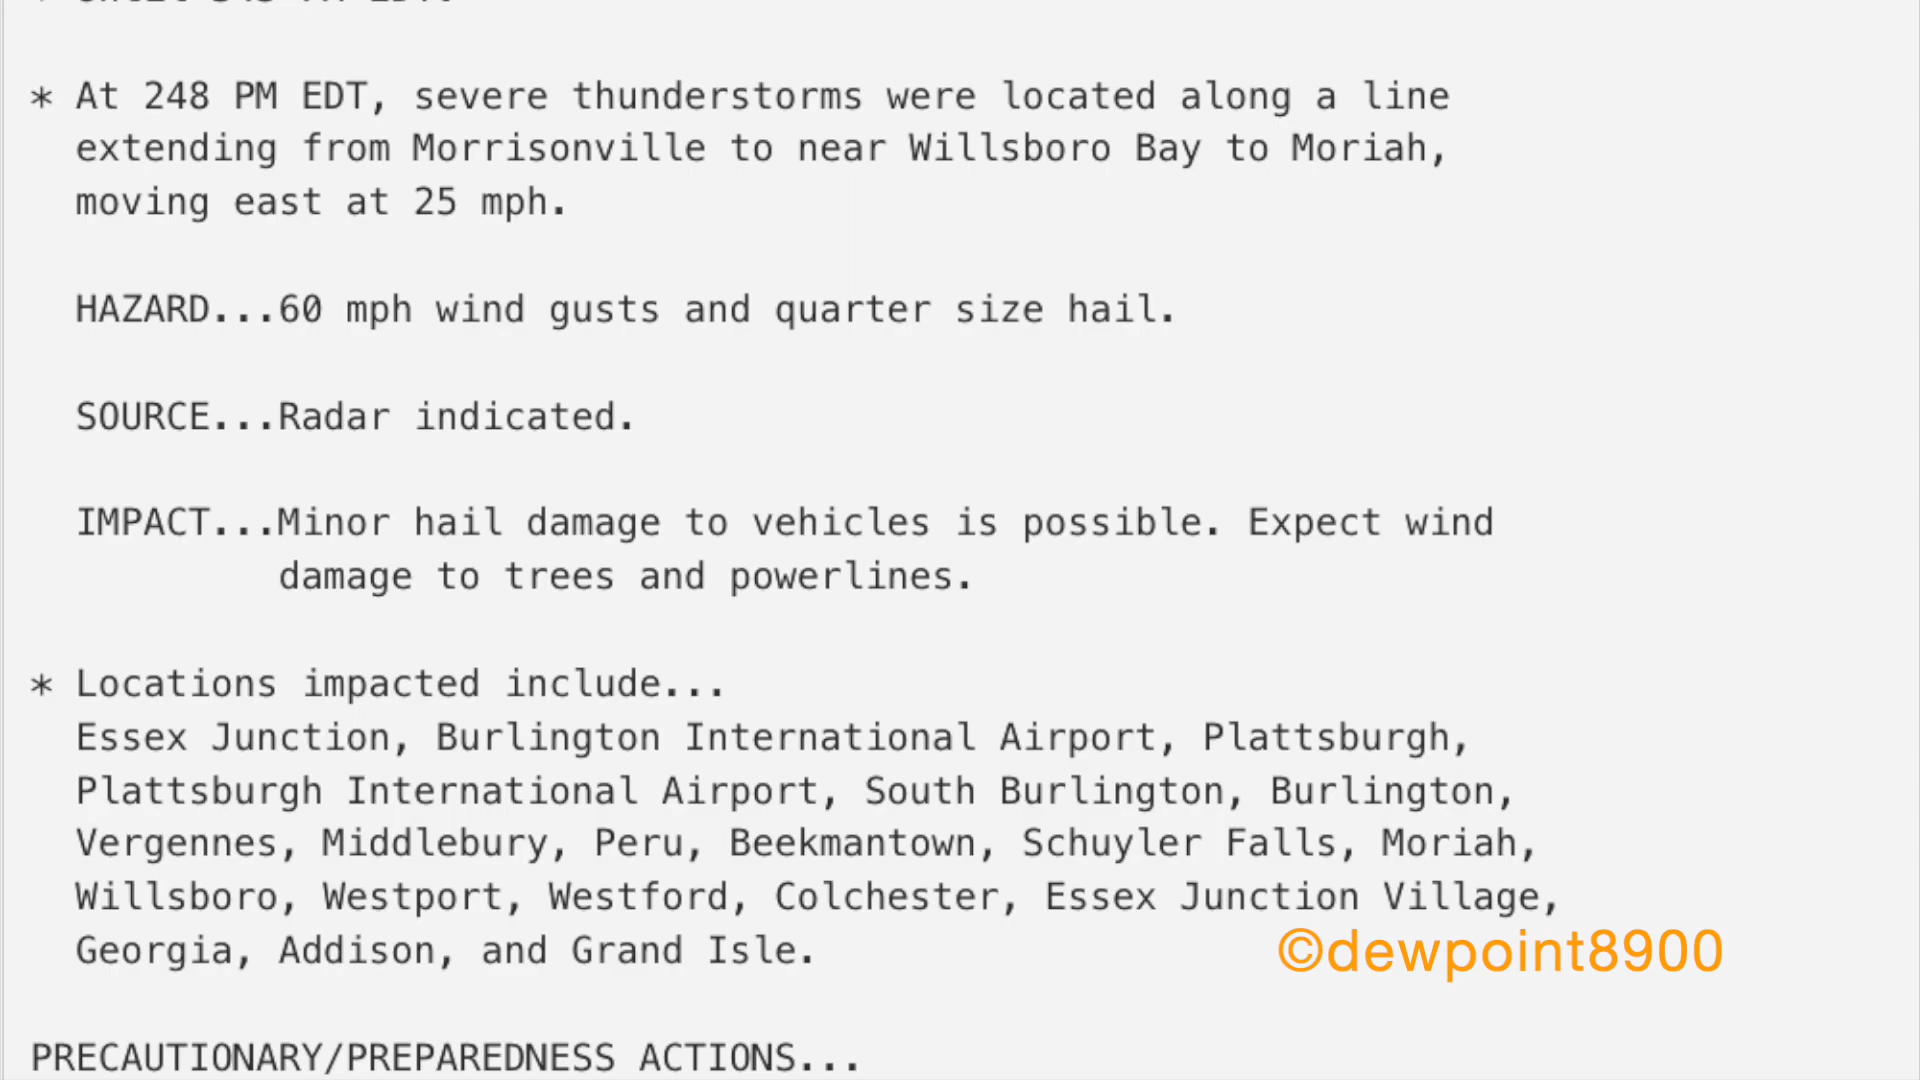 * At 248 PM EDT, severe thunderstorms were located along a line
extending from Morrisonville to near Willsboro Bay to Moriah,
moving east at 25 mph.
HAZARD...60 mph wind gusts and quarter size hail.
SOURCE...Radar indicated.
IMPACT...Minor hail damage to vehicles is possible. Expect wind
damage to trees and powerlines.
* Locations impacted include...
Essex Junction, Burlington International Airport, Plattsburgh,
Plattsburgh International Airport, South Burlington, Burlington,
Vergennes, Middlebury, Peru, Beekmantown, Schuyler Falls, Moriah,
Willsboro, Westport, Westford, Colchester, Essex Junction Village,
Georgia, Addison, and Grand Isle.
©dewpoint8900
PRECAUTIONARY/PREPAREDNESS ACTIONS...